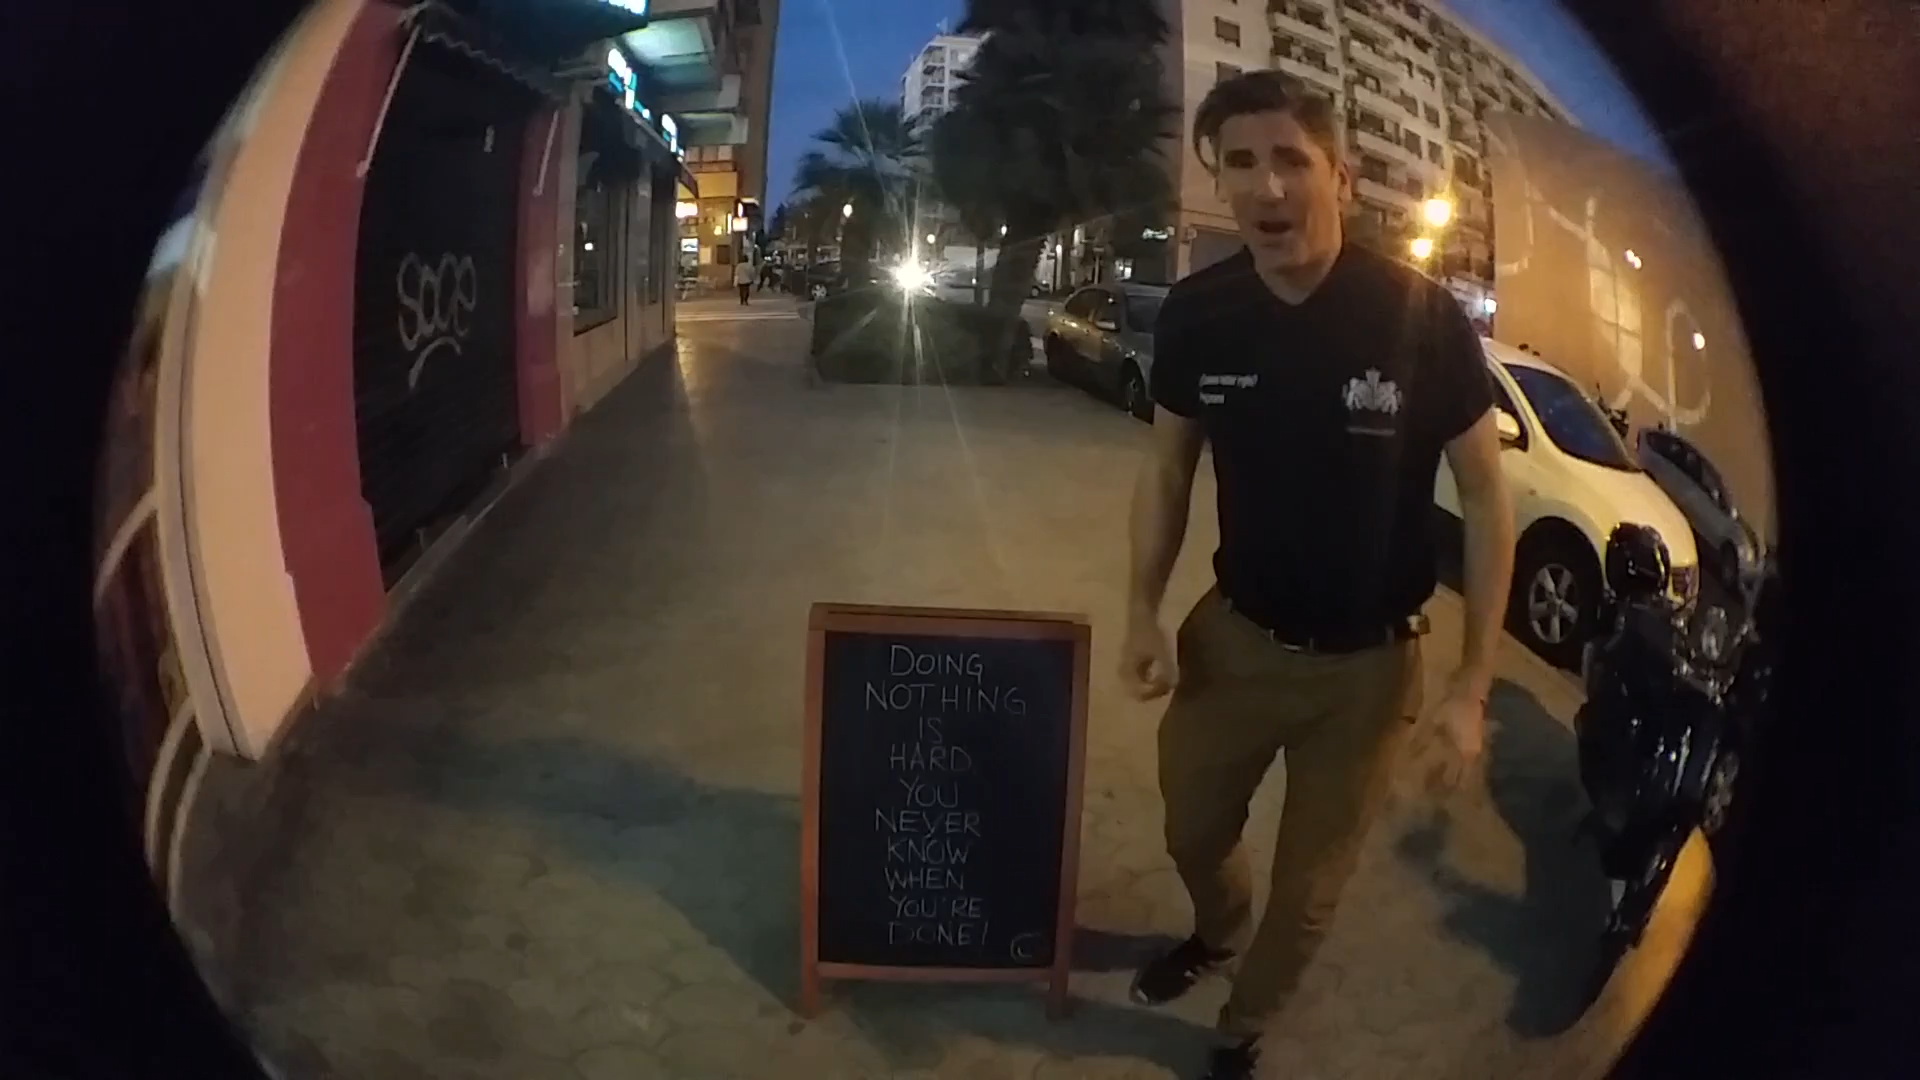 DOING
NOTHING
IS
HARD
YOU
NEVER
KNOW
WHEN
YOU'RE
DONE!